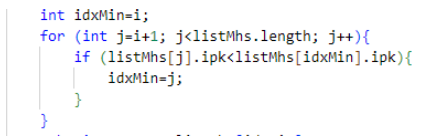 int idxMin=i;
for (int j=i+1; j<listMhs.length; j++){
if (listMhs[j].ipk<listMhs[idxMin].ipk){
idxMin=j;
}
}